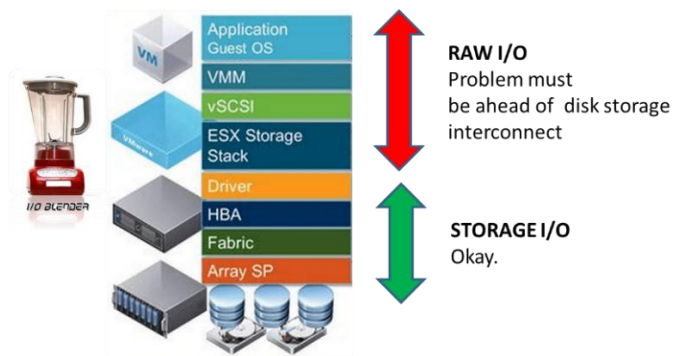 Application
Guest OS
VM
VMM
vSCSI
VMware
ESX Storage
Stack
Driver
HBA
Fabric
Array SP
I/O BLENDER
RAW I/O
Problem must
be ahead of disk storage
interconnect
STORAGE I/O
Okay.